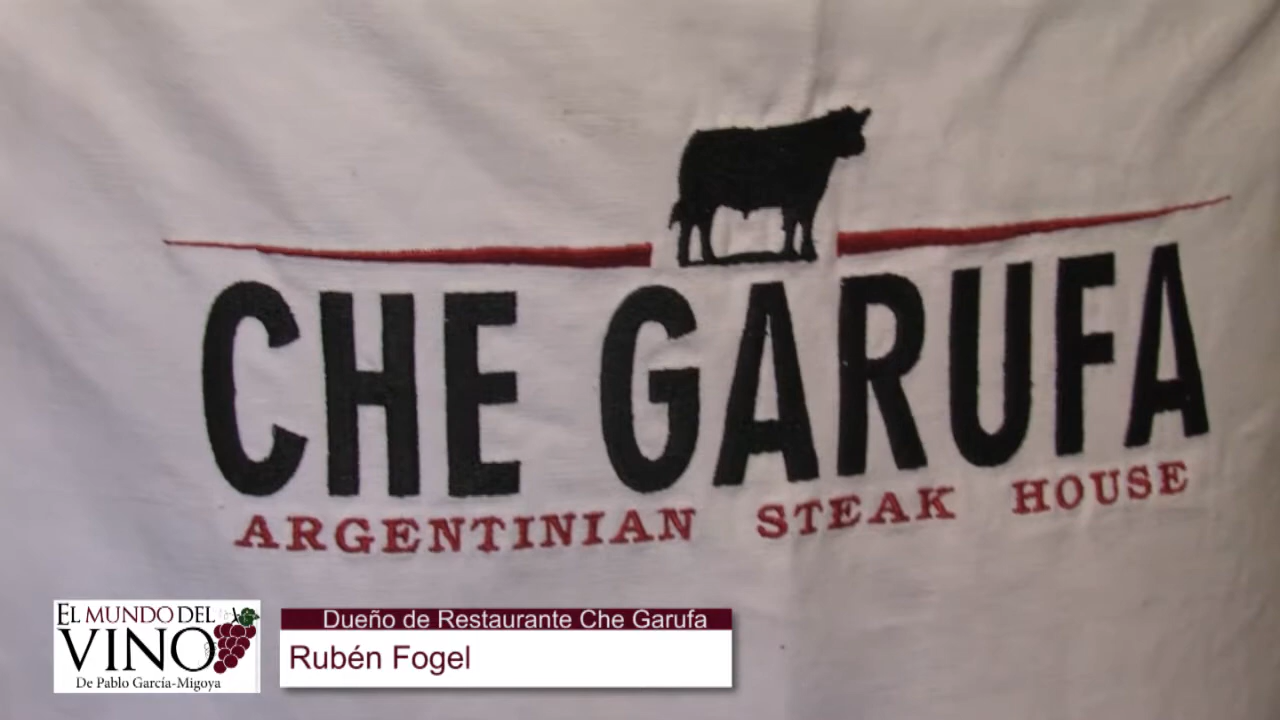 CHE GARUFA
ARGENTINIAN STEAK HOUSE
EL MUNDO DEL
VINO
De Pablo García-Migoya
Dueño de Restaurante Che Garufa
Rubén Fogel